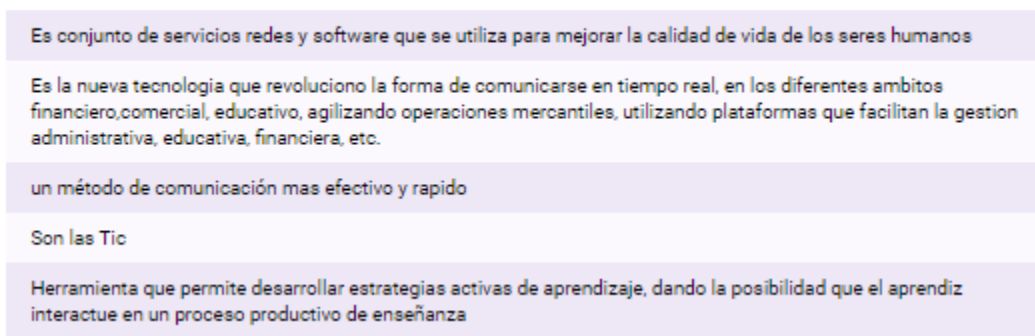 Es conjunto de servicios redes y software que se utiliza para mejorar la calidad de vida de los seres humanos
Es la nueva tecnologia que revoluciono la forma de comunicarse en tiempo real, en los diferentes ambitos
financiero,comercial, educativo, agilizando operaciones mercantiles, utilizando plataformas que facilitan la gestion
administrativa, educativa, financiera, etc.
un método de comunicación mas efectivo y rapido
Son las Tic
Herramienta que permite desarrollar estrategias activas de aprendizaje, dando la posibilidad que el aprendiz
interactue en un proceso productivo de enseñanza